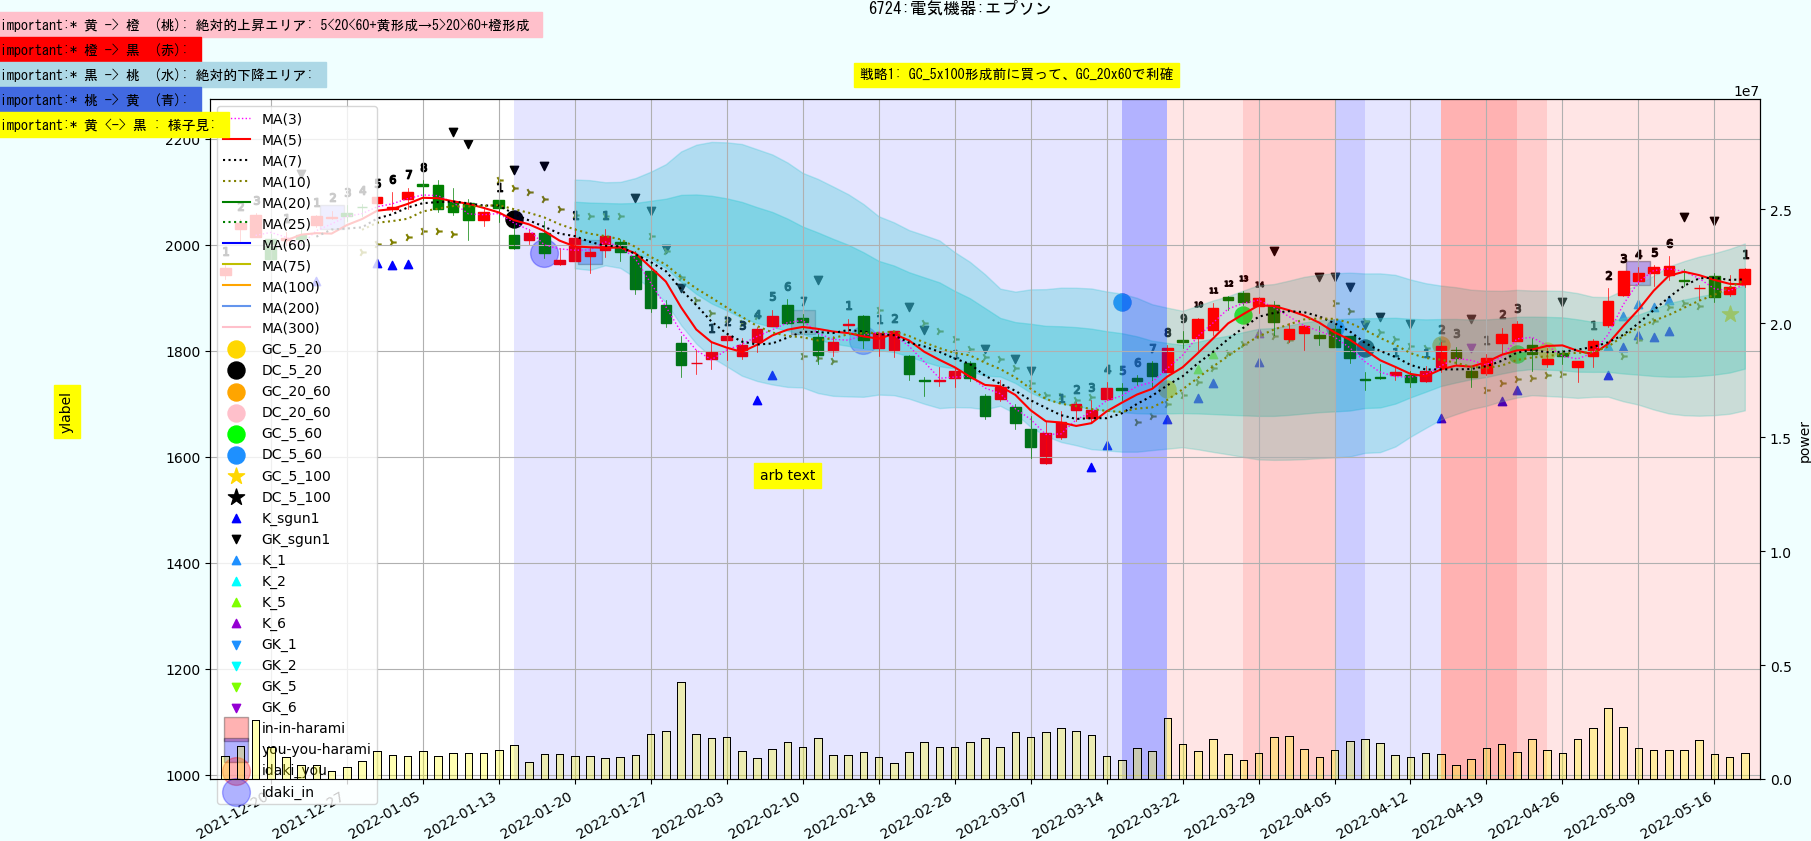 6724:電気機器:エプソン
important:* 黄 -> 橙 (桃): 絶対的上昇エリア: 5<20<60+黄形成→5>20>60+橙形成
important:* 橙 -> 黒 (赤):
important:* 黒 -> 桃 (水): 絶対的下降エリア:
戦略1: GC_5x100形成前に買って、GC_20x60で利確
important:* 桃 -> 黄 (青):
important:* 黄 <-> 黒 : 様子見:
1e7
MA(3)
MA(5)
MA(7)
MA(10)
MA(20)
MA(25)
MA(60)
MA(75)
MA(100)
MA(200)
MA(300)
GC_5_20
DC_5_20
GC_20_60
DC_20_60
GC_5_60
DC_5_60
GC_5_100
DC_5_100
K_sgun1
GK_sgun1
K_1
K_2
K_5
K_6
GK_1
GK_2
GK_5
GK_6
in-in-harami
you-you-harami
idaki_you
idaki_in
2200
2000
1800
1600
1400
1200
1000
ylabel
arb text
2.5
2.0
1.5
1.0
0.5
0.0
power
2021-12-20
2021-12-27
2022-01-05
2022-01-13
2022-01-20
2022-01-27
2022-02-03
2022-02-10
2022-02-18
2022-02-28
2022-03-07
2022-03-14
2022-03-22
2022-03-29
2022-04-05
2022-04-12
2022-04-19
2022-04-26
2022-05-09
2022-05-16